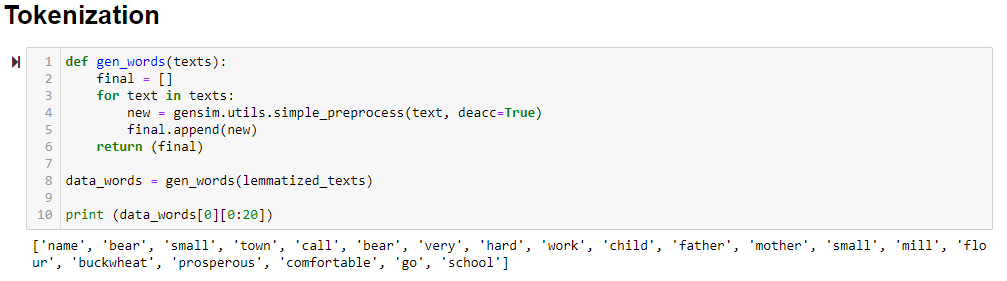 Tokenization
1 def gen_words(texts):
2     final = []
3     for text in texts:
4         new = gensim.utils.simple_preprocess(text, deacc=True)
5         final.append(new)
6     return (final)
7
8 data_words = gen_words(lemmatized_texts)
9
10 print (data_words[0][0:20])
['name', 'bear', 'small', 'town', 'call', 'bear', 'very', 'hard', 'work', 'child', 'father', 'mother', 'small', 'mill', 'flo
ur', 'buckwheat', 'prosperous', 'comfortable', 'go', 'school']